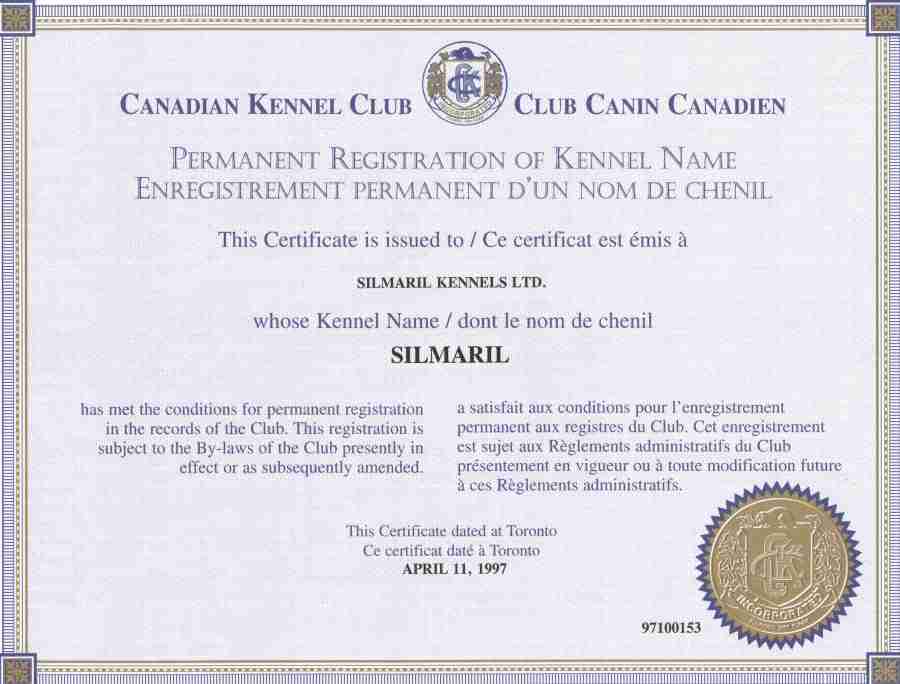 CANADIAN KENNEL CLUB
CLUB CANIN CANADIEN
PERMANENT REGISTRATION OF KENNEL NAME
ENREGISTREMENT PERMANENT D'UN NOM DE CHENIL
This Certificate is issued to / Ce certificat est émis à
SILMARIL KENNELS LTD.
whose Kennel Name / dont le nom de chenil
SILMARIL
has met the conditions for permanent registration
in the records of the Club. This registration is
subject to the By-laws of the Club presently in
effect or as subsequently amended.
a satisfait aux conditions pour l'enregistrement
permanent aux registres du Club. Cet enregistrement
est sujet aux Règlements administratifs du Club
présentement en vigueur ou à toute modification future
à ces Règlements administratifs.
This Certificate dated at Toronto
Ce certificat daté à Toronto
APRIL 11, 1997
97100153
INCORPORATED